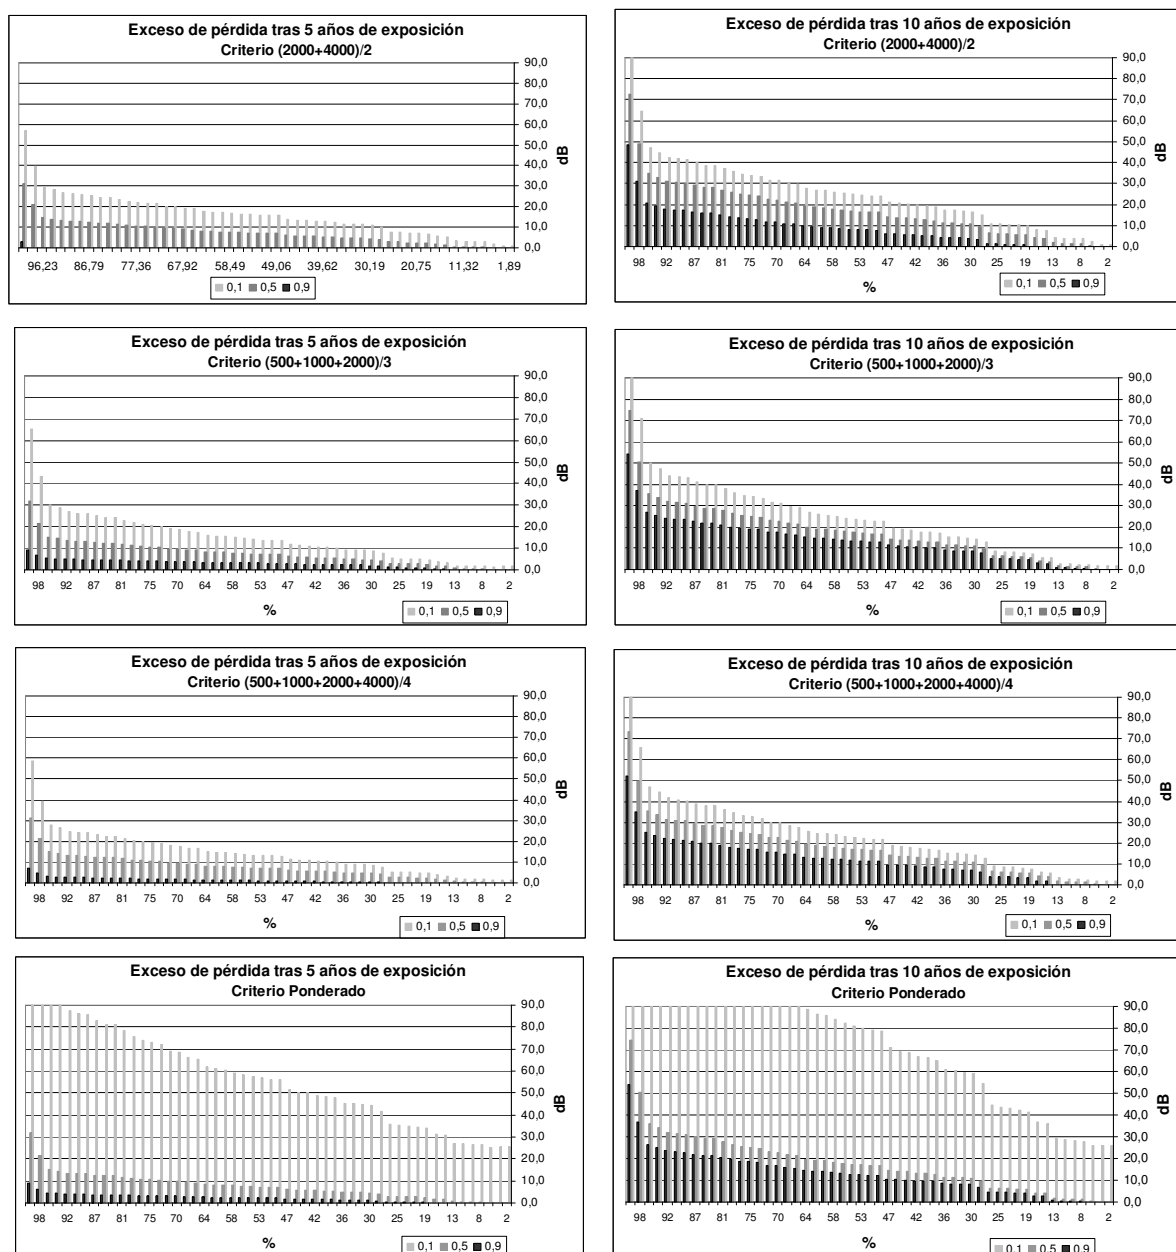 Exceso de pérdida tras 5 años de exposición
Criterio (2000+4000)/2
90,0
80,0
70,0
60,0
50,0
40,0
30,0
20,0
10,0
0,0
dB
96,23 86,79 77,36 67,92 58,49 49,06 39,62 30,19 20,75 11,32 1,89
0,1 0,5 0,9
Exceso de pérdida tras 10 años de exposición
Criterio (2000+4000)/2
90,0
80,0
70,0
60,0
50,0
40,0
30,0
20,0
10,0
0,0
dB
98 92 87 81 75 70 64 58 53 47 42 36 30 25 19 13 8 2
%
0,1 0,5 0,9
Exceso de pérdida tras 5 años de exposición
Criterio (500+1000+2000)/3
90,0
80,0
70,0
60,0
50,0
40,0
30,0
20,0
10,0
0,0
dB
98 92 87 81 75 70 64 58 53 47 42 36 30 25 19 13 8 2
%
0,1 0,5 0,9
Exceso de pérdida tras 10 años de exposición
Criterio (500+1000+2000)/3
90,0
80,0
70,0
60,0
50,0
40,0
30,0
20,0
10,0
0,0
dB
98 92 87 81 75 70 64 58 53 47 42 36 30 25 19 13 8 2
%
0,1 0,5 0,9
Exceso de pérdida tras 5 años de exposición
Criterio (500+1000+2000+4000)/4
90,0
80,0
70,0
60,0
50,0
40,0
30,0
20,0
10,0
0,0
dB
98 92 87 81 75 70 64 58 53 47 42 36 30 25 19 13 8 2
%
0,1 0,5 0,9
Exceso de pérdida tras 10 años de exposición
Criterio (500+1000+2000+4000)/4
90,0
80,0
70,0
60,0
50,0
40,0
30,0
20,0
10,0
0,0
dB
98 92 87 81 75 70 64 58 53 47 42 36 30 25 19 13 8 2
%
0,1 0,5 0,9
Exceso de pérdida tras 5 años de exposición
Criterio Ponderado
90,0
80,0
70,0
60,0
50,0
40,0
30,0
20,0
10,0
0,0
dB
98 92 87 81 75 70 64 58 53 47 42 36 30 25 19 13 8 2
%
0,1 0,5 0,9
Exceso de pérdida tras 10 años de exposición
Criterio Ponderado
90,0
80,0
70,0
60,0
50,0
40,0
30,0
20,0
10,0
0,0
dB
98 92 87 81 75 70 64 58 53 47 42 36 30 25 19 13 8 2
%
0,1 0,5 0,9